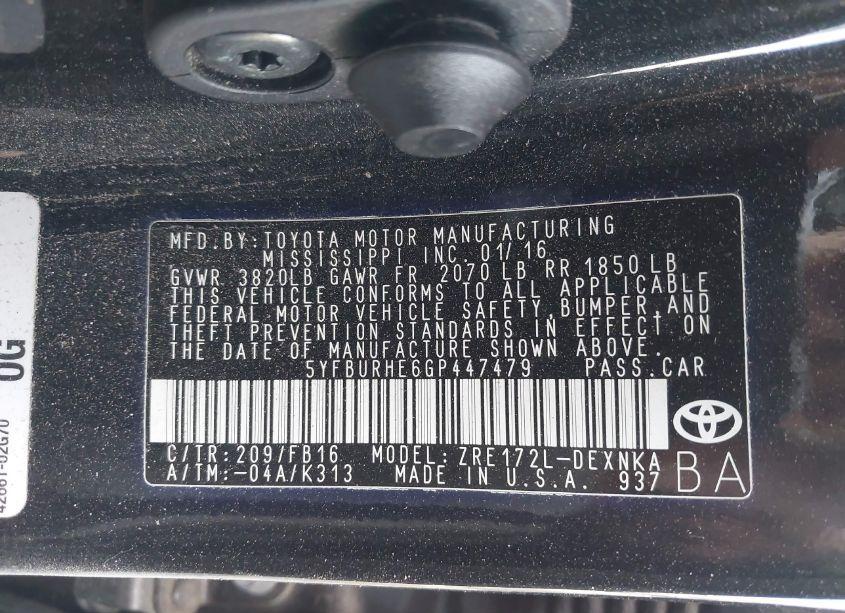 MFD.BY:TOYOTA MOTOR MANUFACTURING
MISSISSIPPI INC. 01/16
GVWR 3820LB GAWR FR 2070 LB RR 1850 LB
THIS VEHICLE CONFORMS TO ALL APPLICABLE
FEDERAL MOTOR VEHICLE SAFETY,BUMPER,AND
THEFT PREVENTION STANDARDS IN EFFECT ON
THE DATE OF MANUFACTURE SHOWN ABOVE.
5YFBURHE6GP447479 PASS.CAR
C/TR:209/FB16 MODEL:ZRE172L-DEXNKA
A/TM:-04A/K313 MADE IN U.S.A. 937 BA
0G
42661-02G70